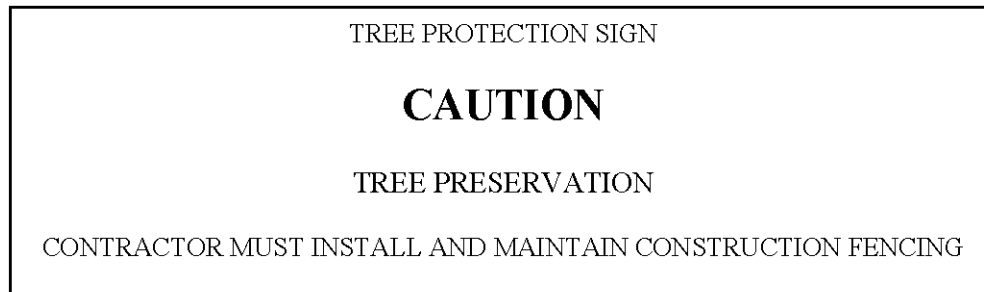 TREE PROTECTION SIGN
CAUTION
TREE PRESERVATION
CONTRACTOR MUST INSTALL AND MAINTAIN CONSTRUCTION FENCING